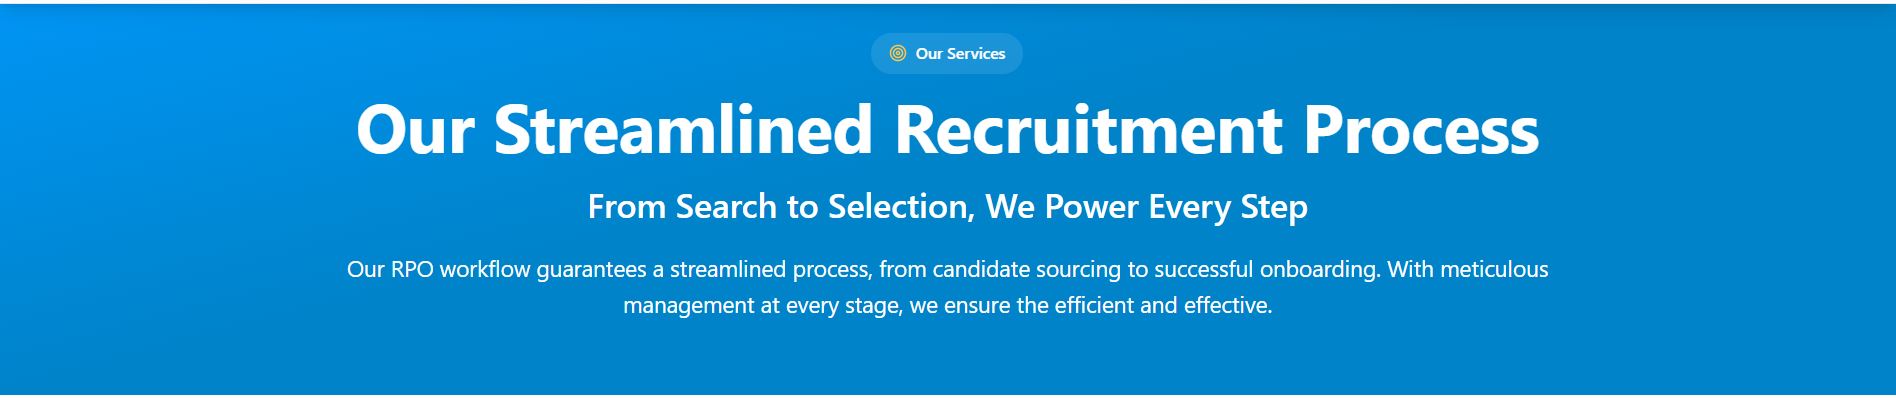 Our Services
Our Streamlined Recruitment Process
From Search to Selection, We Power Every Step
Our RPO workflow guarantees a streamlined process, from candidate sourcing to successful onboarding. With meticulous
management at every stage, we ensure the efficient and effective.